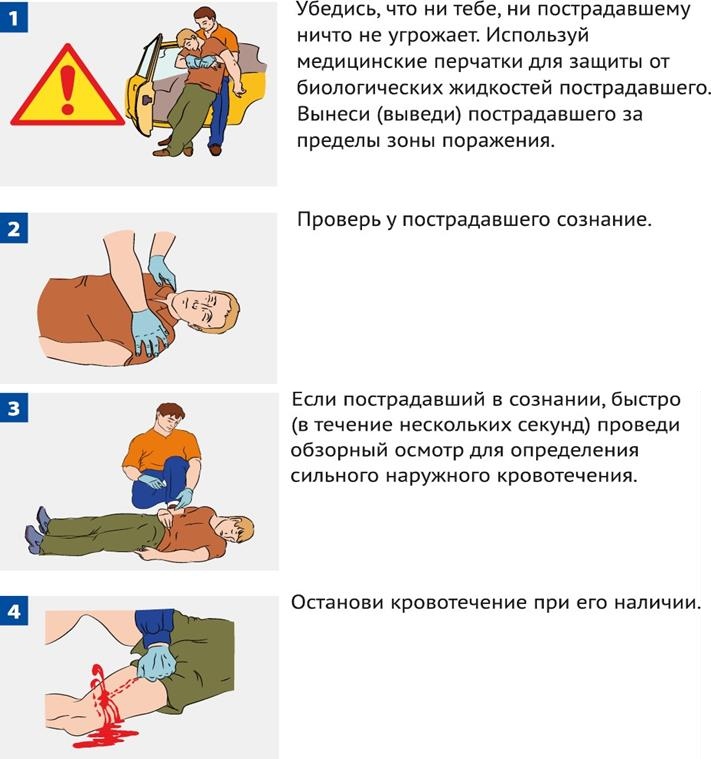 1
Убедись, что ни тебе, ни пострадавшему
ничто не угрожает. Используй
медицинские перчатки для защиты от
биологических жидкостей пострадавшего.
Вынеси (выведи) пострадавшего за
пределы зоны поражения.
2
Проверь у пострадавшего сознание.
3
Если пострадавший в сознании, быстро
(в течение нескольких секунд) проведи
обзорный осмотр для определения
сильного наружного кровотечения.
4
Останови кровотечение при его наличии.